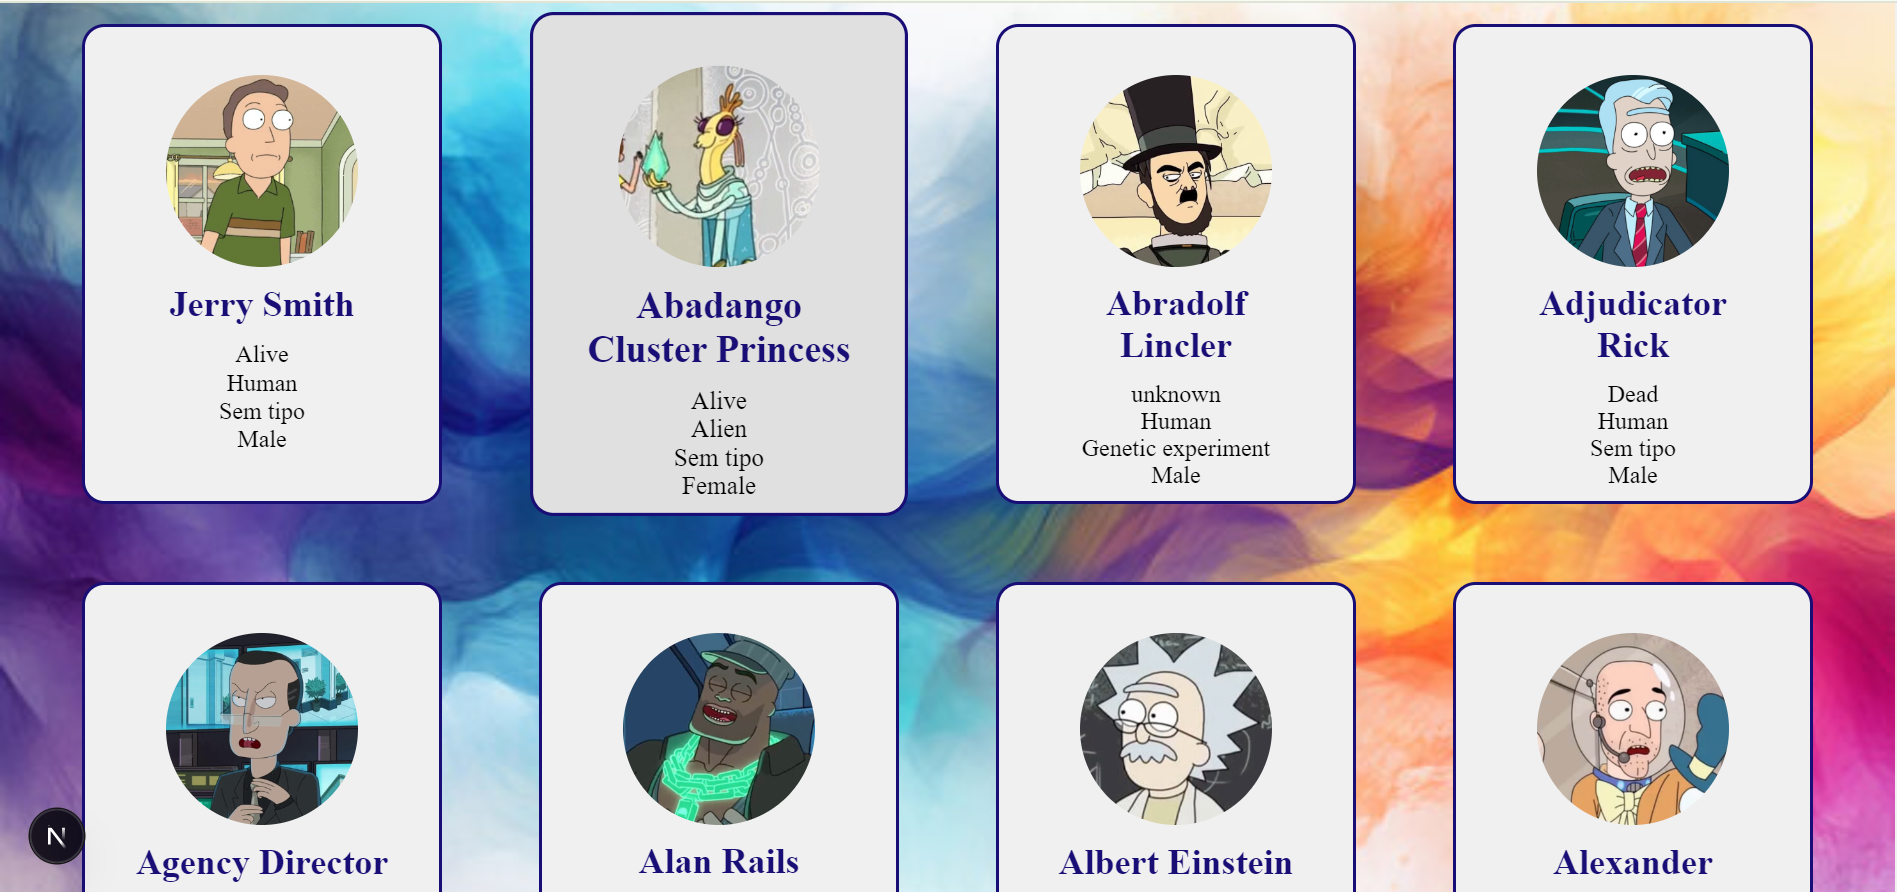 Jerry Smith
Alive
Human
Sem tipo
Male
Abadango
Cluster Princess
Alive
Alien
Sem tipo
Female
Abradolf
Lincler
unknown
Human
Genetic experiment
Male
Adjudicator
Rick
Dead
Human
Sem tipo
Male
Agency Director
Alan Rails
Albert Einstein
Alexander
N